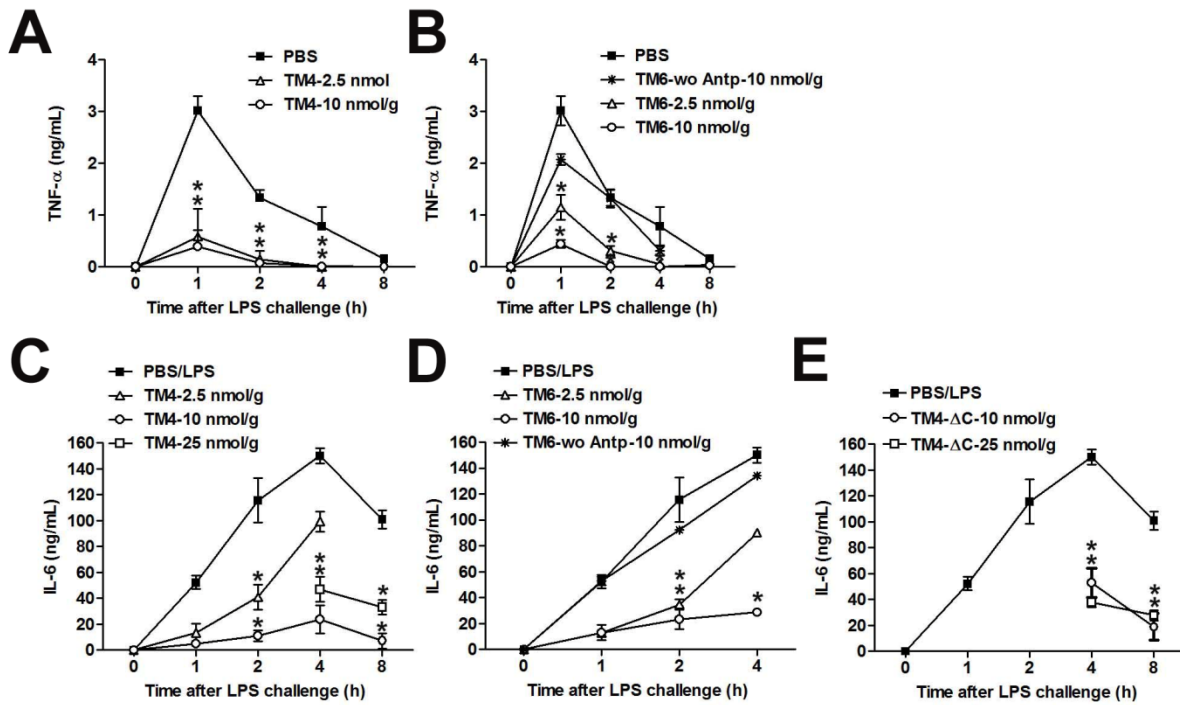 A
PBS
TM4-2.5 nmol
TM4-10 nmol/g
TNF-α (ng/mL)
4
3
2
1
0
* *
* *
* *
0 1 2 4 8
Time after LPS challenge (h)
B
PBS
TM6-wo Antp-10 nmol/g
TM6-2.5 nmol/g
TM6-10 nmol/g
TNF-α (ng/mL)
4
3
2
1
0
*
*
*
*
*
0 1 2 4 8
Time after LPS challenge (h)
C
PBS/LPS
TM4-2.5 nmol/g
TM4-10 nmol/g
TM4-25 nmol/g
IL-6 (ng/mL)
160
140
120
100
80
60
40
20
0
*
*
* *
*
*
0 1 2 4 8
Time after LPS challenge (h)
D
PBS/LPS
TM6-2.5 nmol/g
TM6-10 nmol/g
TM6-wo Antp-10 nmol/g
IL-6 (ng/mL)
160
140
120
100
80
60
40
20
0
* *
*
0 1 2 4
Time after LPS challenge (h)
E
PBS/LPS
TM4-ΔC-10 nmol/g
TM4-ΔC-25 nmol/g
IL-6 (ng/mL)
160
140
120
100
80
60
40
20
0
* *
* *
0 1 2 4 8
Time after LPS challenge (h)